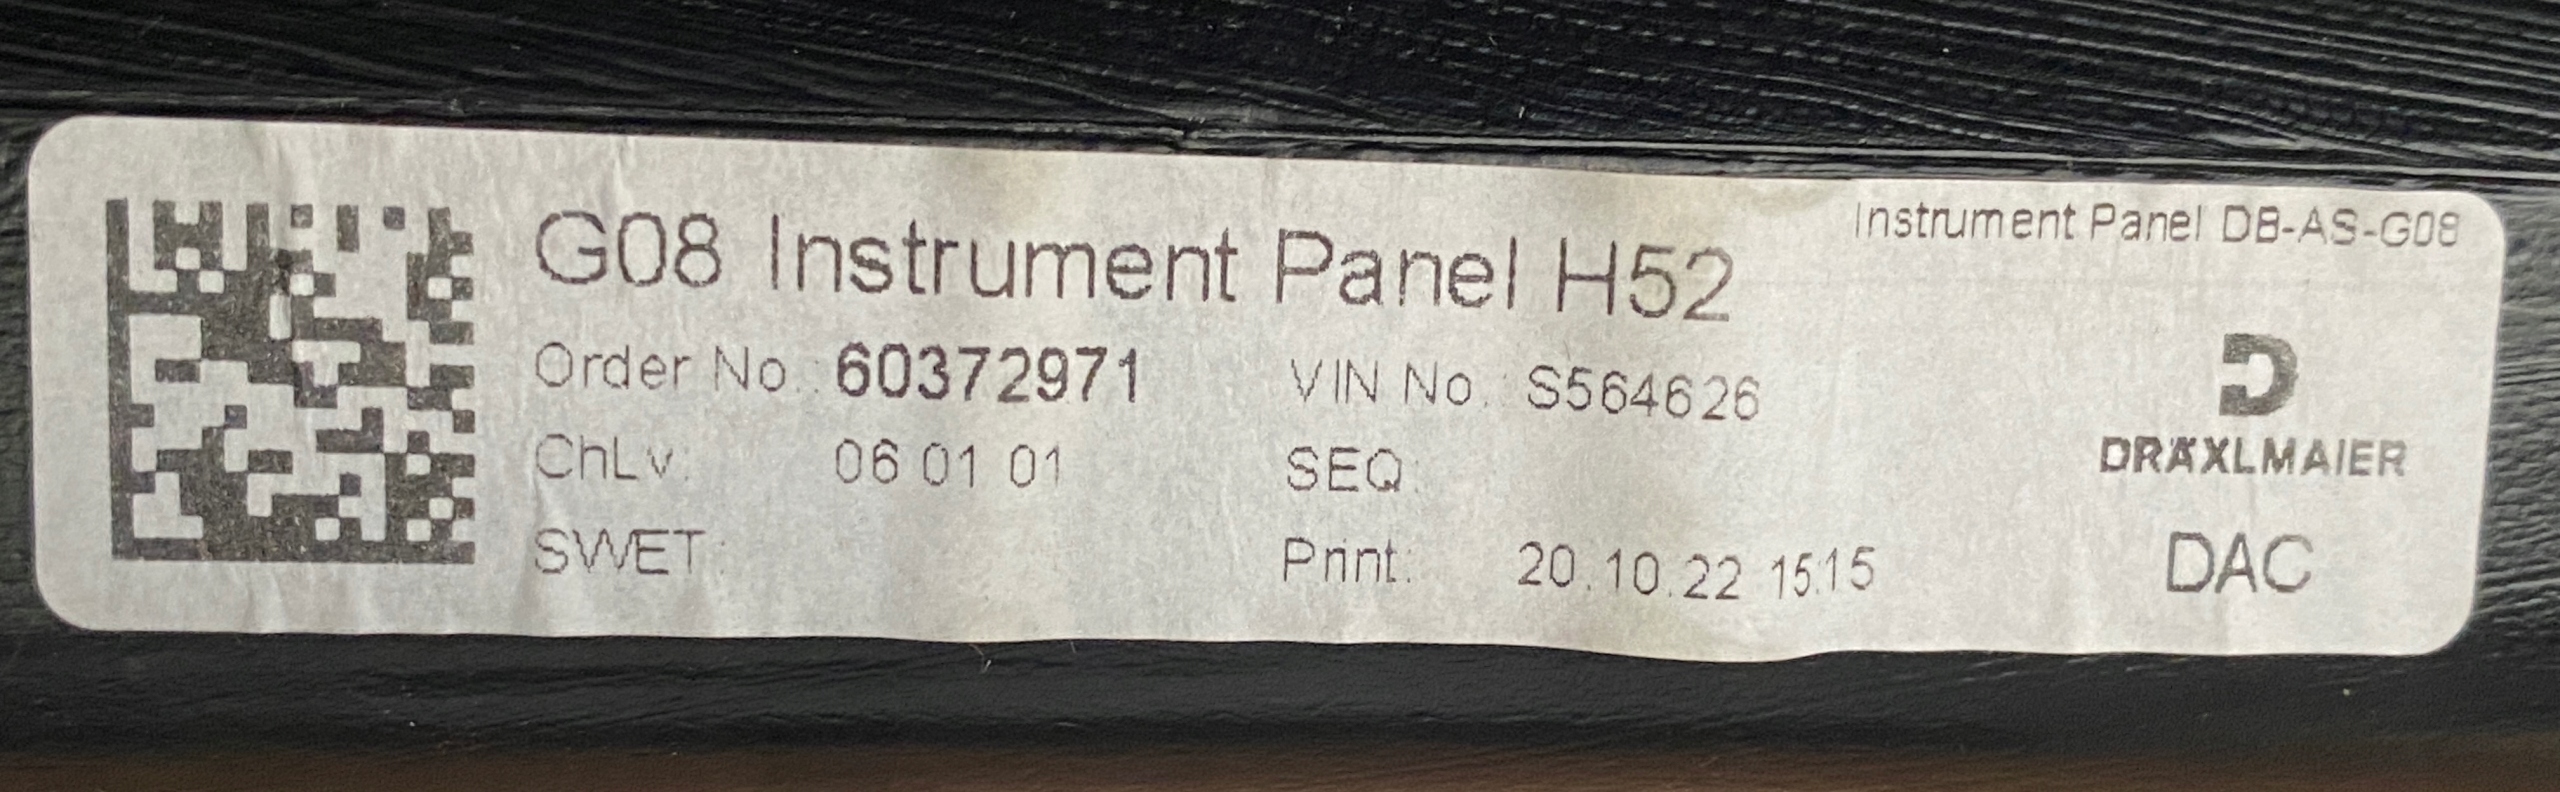 Instrument Panel DB-AS-G08
G08 Instrument Panel H52
Order No.: 60372971 VIN No.: S564626
ChLv: 06 01 01 SEQ:
SWET: Print: 20.10.22 15:15
DRÄXLMAIER
DAC